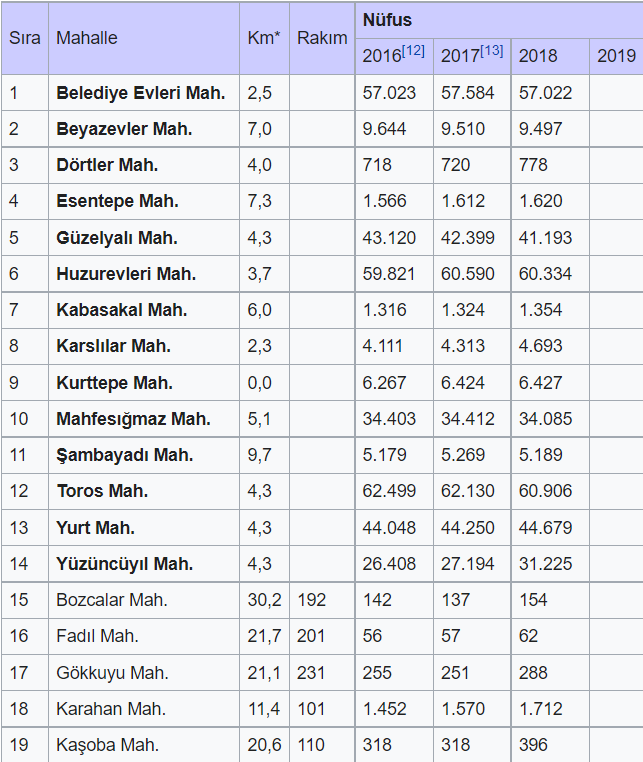 Sıra Mahalle Km* Rakım Nüfus
2016[12] 2017[13] 2018 2019
1 Belediye Evleri Mah. 2,5 57.023 57.584 57.022
2 Beyazevler Mah. 7,0 9.644 9.510 9.497
3 Dörtler Mah. 4,0 718 720 778
4 Esentepe Mah. 7,3 1.566 1.612 1.620
5 Güzelyalı Mah. 4,3 43.120 42.399 41.193
6 Huzurevleri Mah. 3,7 59.821 60.590 60.334
7 Kabasakal Mah. 6,0 1.316 1.324 1.354
8 Karslılar Mah. 2,3 4.111 4.313 4.693
9 Kurttepe Mah. 0,0 6.267 6.424 6.427
10 Mahfesığmaz Mah. 5,1 34.403 34.412 34.085
11 Şambayadı Mah. 9,7 5.179 5.269 5.189
12 Toros Mah. 4,3 62.499 62.130 60.906
13 Yurt Mah. 4,3 44.048 44.250 44.679
14 Yüzüncüyıl Mah. 4,3 26.408 27.194 31.225
15 Bozcalar Mah. 30,2 192 142 137 154
16 Fadıl Mah. 21,7 201 56 57 62
17 Gökkuyu Mah. 21,1 231 255 251 288
18 Karahan Mah. 11,4 101 1.452 1.570 1.712
19 Kaşoba Mah. 20,6 110 318 318 396